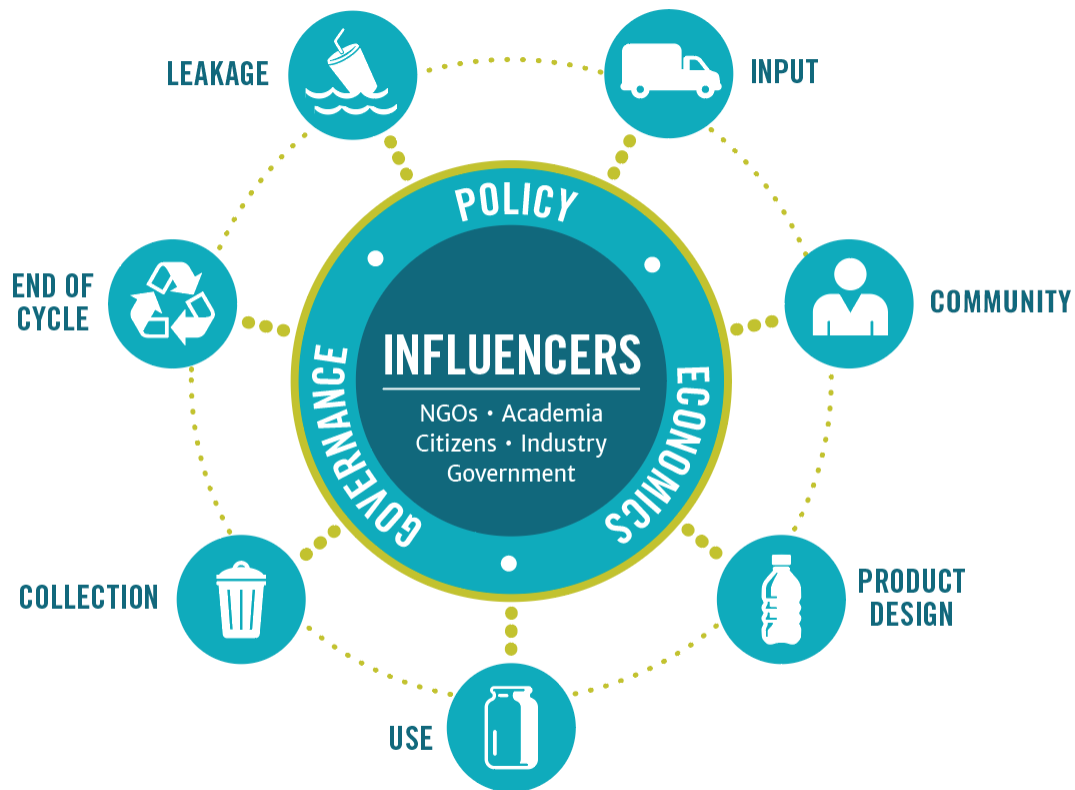 LEAKAGE
INPUT
POLICY
END OF
CYCLE
COMMUNITY
GOVERNANCE
ECONOMICS
INFLUENCERS
NGOs • Academia
Citizens • Industry
Government
COLLECTION
PRODUCT
DESIGN
USE